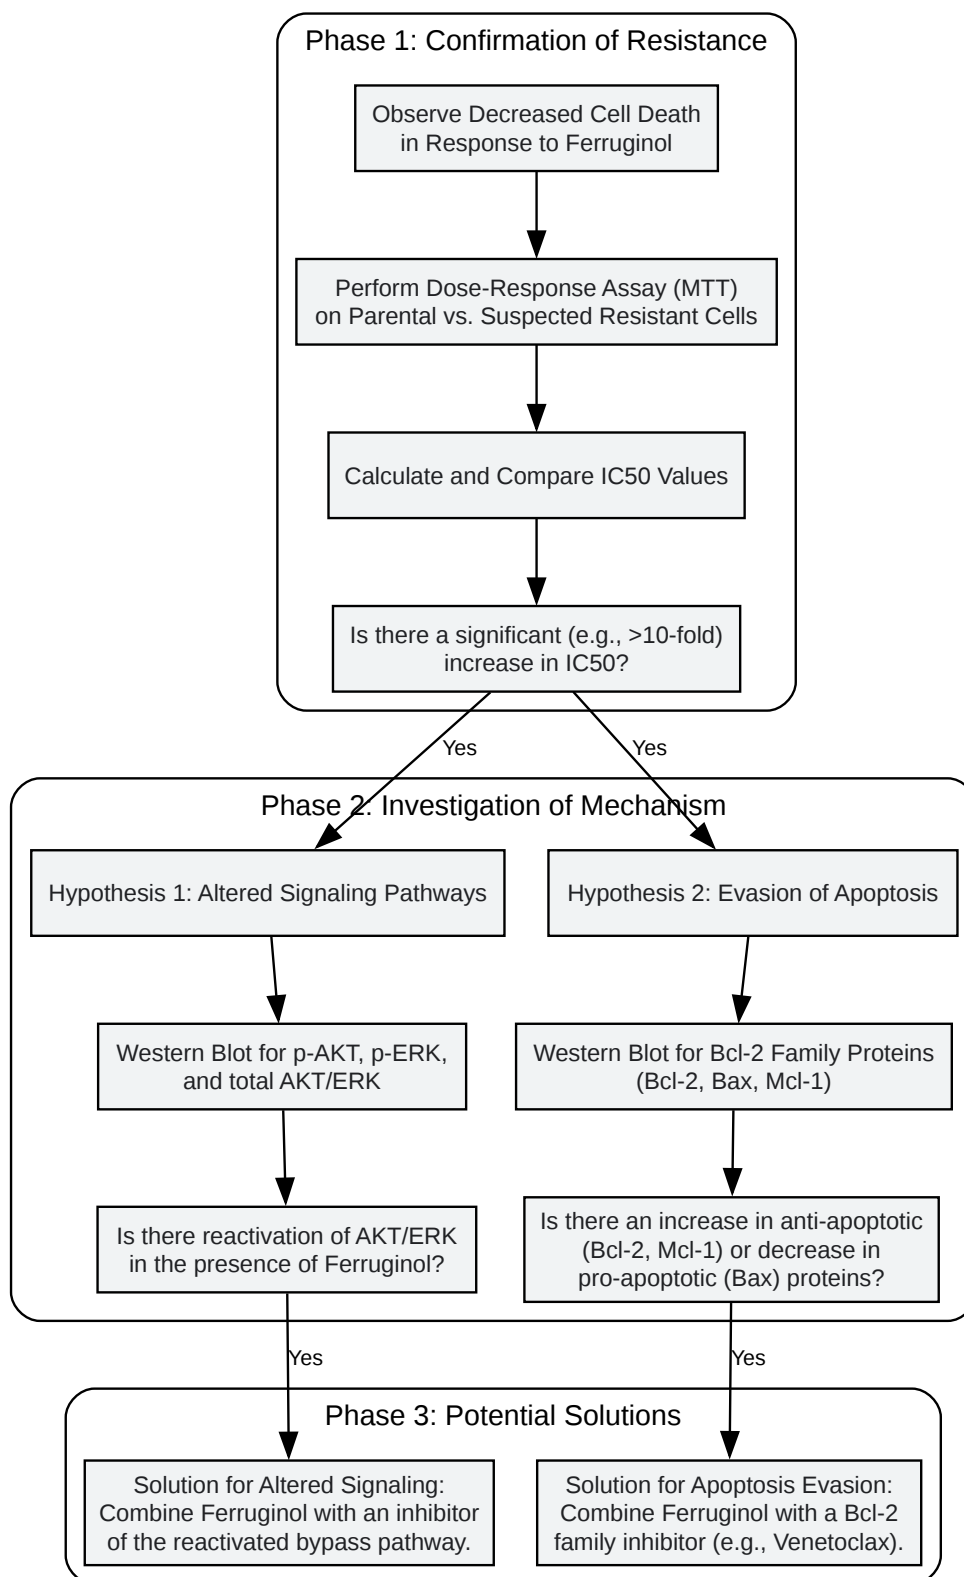 Phase 1: Confirmation of Resistance
Observe Decreased Cell Death
in Response to Ferruginol
Perform Dose-Response Assay (MTT)
on Parental vs. Suspected Resistant Cells
Calculate and Compare IC50 Values
Is there a significant (e.g., >10-fold)
increase in IC50?
Yes
Yes
Phase 2: Investigation of Mechanism
Hypothesis 1: Altered Signaling Pathways
Western Blot for p-AKT, p-ERK,
and total AKT/ERK
Is there reactivation of AKT/ERK
in the presence of Ferruginol?
Hypothesis 2: Evasion of Apoptosis
Western Blot for Bcl-2 Family Proteins
(Bcl-2, Bax, Mcl-1)
Is there an increase in anti-apoptotic
(Bcl-2, Mcl-1) or decrease in
pro-apoptotic (Bax) proteins?
Yes
Yes
Phase 3: Potential Solutions
Solution for Altered Signaling:
Combine Ferruginol with an inhibitor
of the reactivated bypass pathway.
Solution for Apoptosis Evasion:
Combine Ferruginol with a Bcl-2
family inhibitor (e.g., Venetoclax).